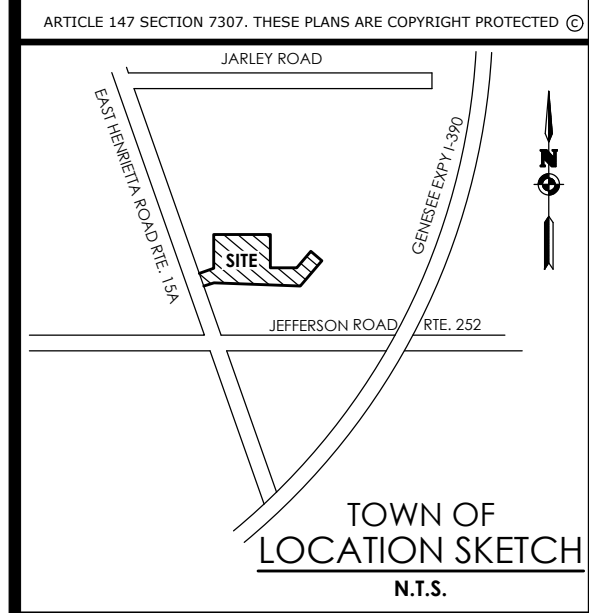 ARTICLE 147 SECTION 7307. THESE PLANS ARE COPYRIGHT PROTECTED ©
JARLEY ROAD
EAST HENRIETTA ROAD RTE. 15A
GENESEE EXPY I-390
N
SITE
JEFFERSON ROAD RTE. 252
TOWN OF
LOCATION SKETCH
N.T.S.